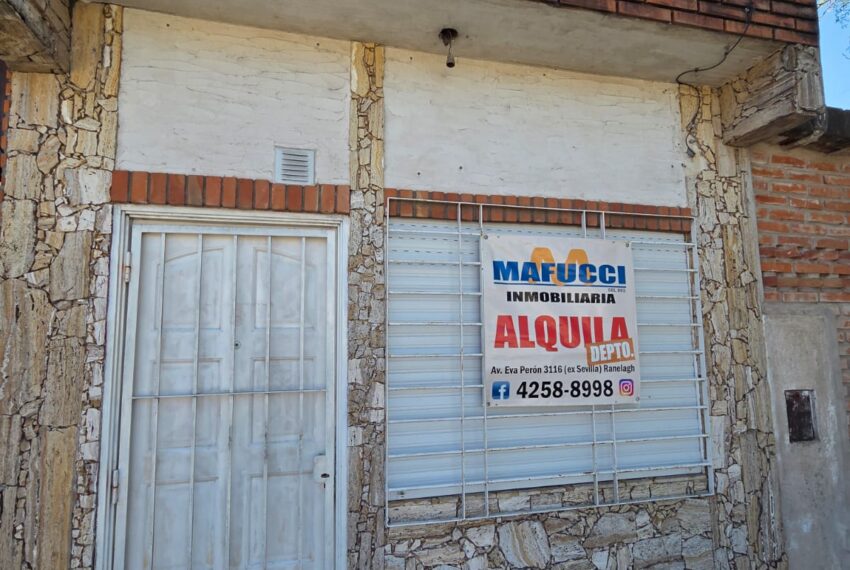 MAFUCCI
INMOBILIARIA
ALQUILA
DEPTO.
Av. Eva Perón 3116 (ex Sevilla) Ranelagh
4258-8998